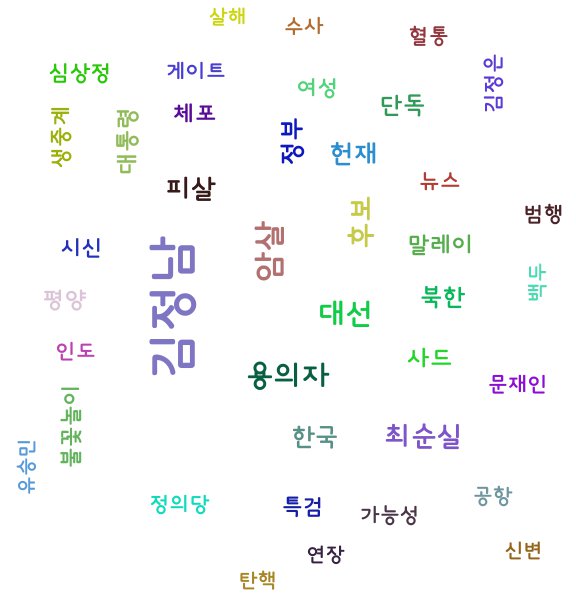 살해
수사
혈통
심상정
게이트
김정은
여성
단독
체포
생중계
대통령
정부
헌재
피살
뉴스
범행
후보
암살
시신
말레이
김정남
백두
평양
북한
대선
인도
사드
용의자
문재인
불꽃놀이
한국
최순실
유승민
정의당
특검
가능성
공항
연장
신변
탄핵